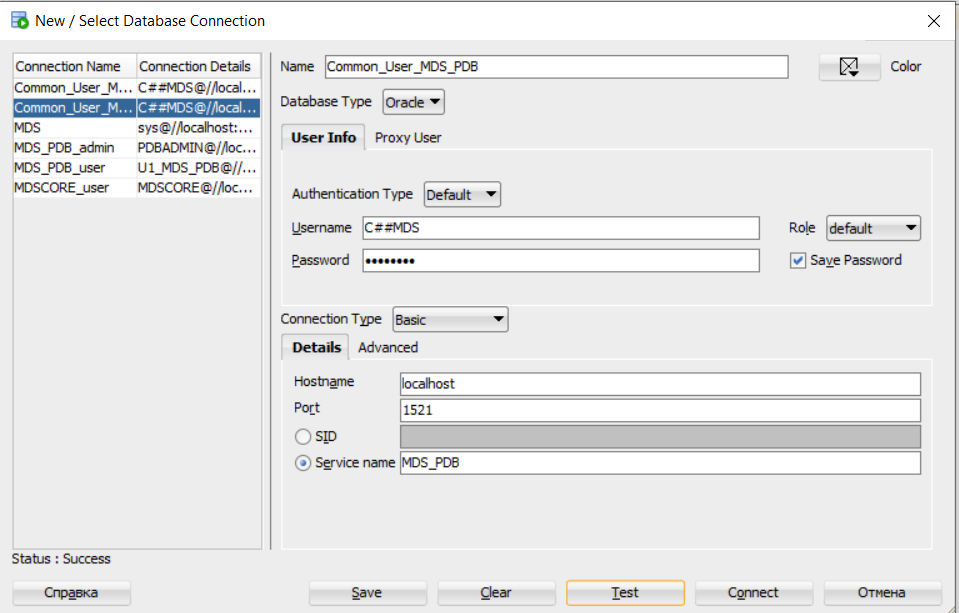 New / Select Database Connection
Connection Name Connection Details
Common_User_M... C##MDS@//local...
Common_User_M... C##MDS@//local...
MDS sys@//localhost:...
MDS_PDB_admin PDBADMIN@//loc...
MDS_PDB_user U1_MDS_PDB@//...
MDSCORE_user MDSCORE@//loc...
Name Common_User_MDS_PDB Color
Database Type Oracle
User Info Proxy User
Authentication Type Default
Username C##MDS Role default
Password •••••••• Save Password
Connection Type Basic
Details Advanced
Hostname localhost
Port 1521
SID
Service name MDS_PDB
Status : Success
Справка Save Clear Test Connect Отмена